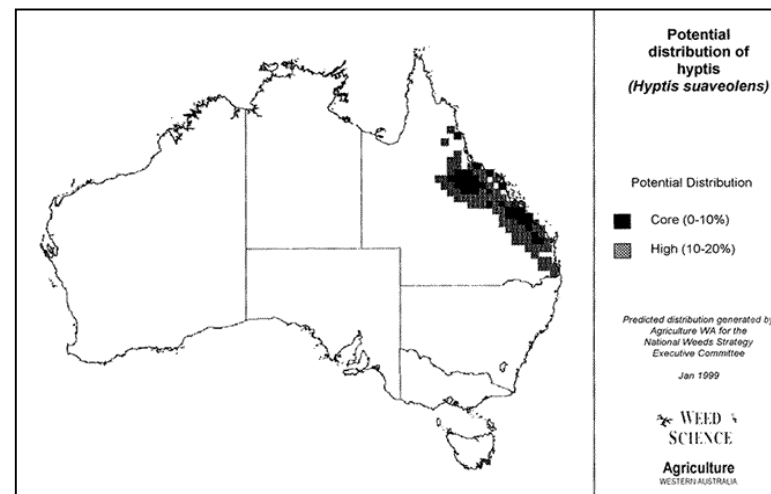 Potential
distribution of
hyptis
(Hyptis suaveolens)
Potential Distribution
Core (0-10%)
High (10-20%)
Predicted distribution generated by
Agriculture WA for the
National Weeds Strategy
Executive Committee
Jan 1999
WEED
SCIENCE
Agriculture
WESTERN AUSTRALIA